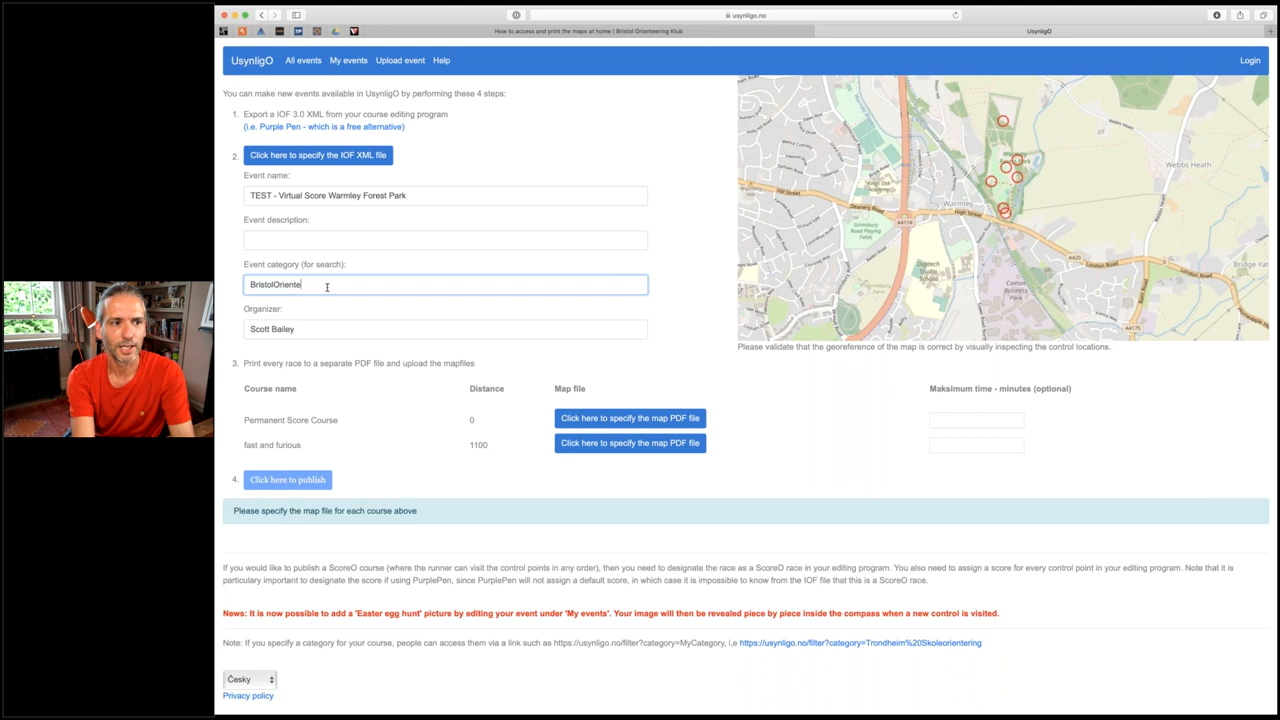 usynligo.no
How to access and print the maps at home | Bristol Orienteering Klub
UsynligO
UsynligO
All events
My events
Upload event
Help
Login
You can make new events available in UsynligO by performing these 4 steps:
1. Export a IOF 3.0 XML from your course editing program
(i.e. Purple Pen - which is a free alternative)
2. Click here to specify the IOF XML file
Event name:
TEST - Virtual Score Warmley Forest Park
Event description:
Event category (for search):
BristolOriente
Organizer:
Scott Bailey
Webbs Heath
Warmley
High Street
A4174
A420
London Road
Bridge Yat
A4175
Digitech Studio School
Grimsbury Road Playing Fields
Please validate that the georeference of the map is correct by visually inspecting the control locations.
3. Print every race to a separate PDF file and upload the mapfiles
Course name Distance Map file Maksimum time - minutes (optional)
Permanent Score Course 0 Click here to specify the map PDF file
fast and furious 1100 Click here to specify the map PDF file
4. Click here to publish
Please specify the map file for each course above
If you would like to publish a ScoreO course (where the runner can visit the control points in any order), then you need to designate the race as a ScoreO race in your editing program. You also need to assign a score for every control point in your editing program. Note that it is
particularly important to designate the score if using PurplePen, since PurplePen will not assign a default score, in which case it is impossible to know from the IOF file that this is a ScoreO race.
News: It is now possible to add a 'Easter egg hunt' picture by editing your event under 'My events'. Your image will then be revealed piece by piece inside the compass when a new control is visited.
Note: If you specify a category for your course, people can access them via a link such as https://usynligo.no/filter?category=MyCategory, i,e https://usynligo.no/filter?category=Trondheim%20Skoleorientering
Česky
Privacy policy